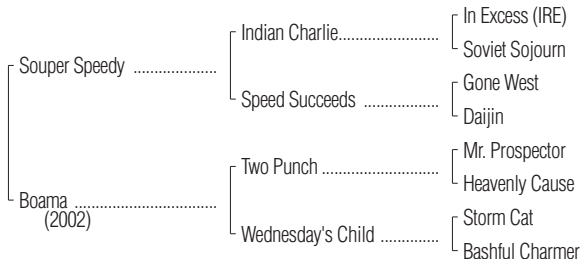 In Excess (IRE)
Indian Charlie..........................
Soviet Sojourn
Souper Speedy .....................
Gone West
Speed Succeeds ...................
Daijin
Mr. Prospector
Two Punch .............................
Heavenly Cause
Boama ....................................
(2002)
Storm Cat
Wednesday's Child ..............
Bashful Charmer